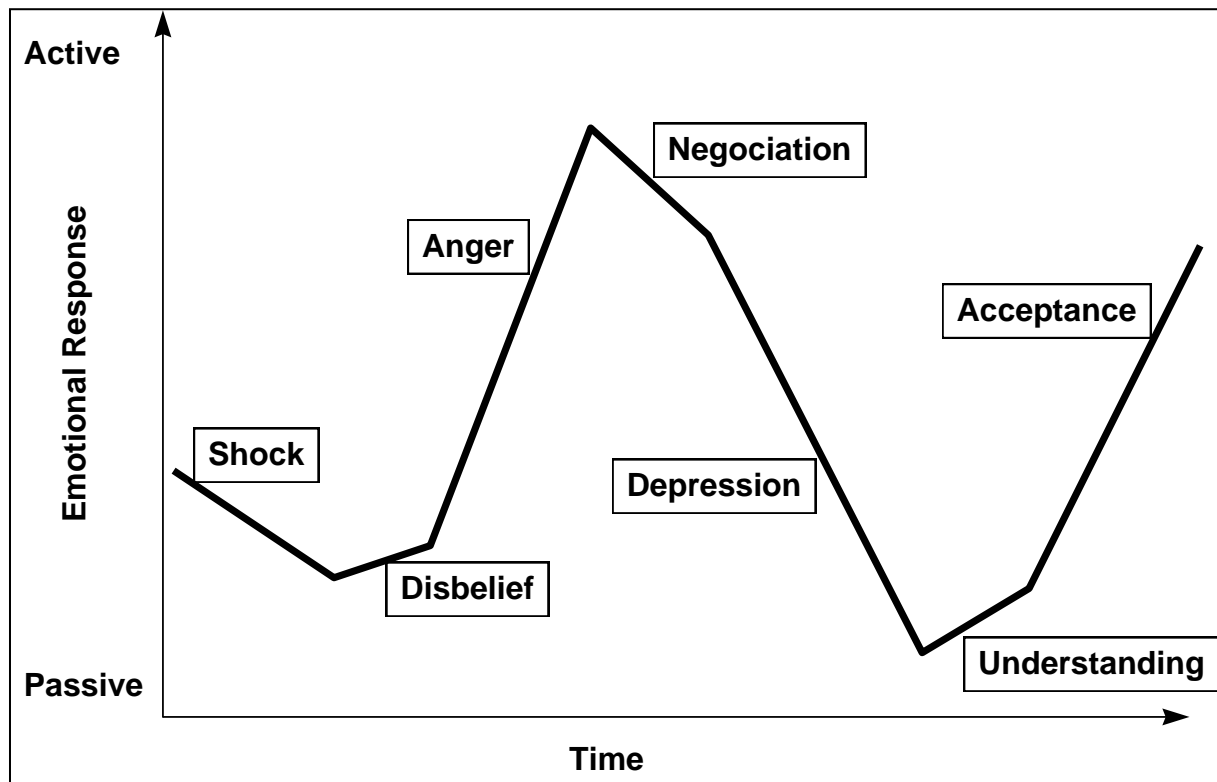 Active
Negociation
Anger
Emotional Response
Acceptance
Shock
Depression
Disbelief
Understanding
Passive
Time